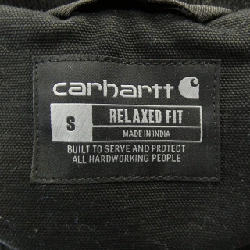 carhartt
S RELAXED FIT
MADE IN INDIA
BUILT TO SERVE AND PROTECT
ALL HARDWORKING PEOPLE